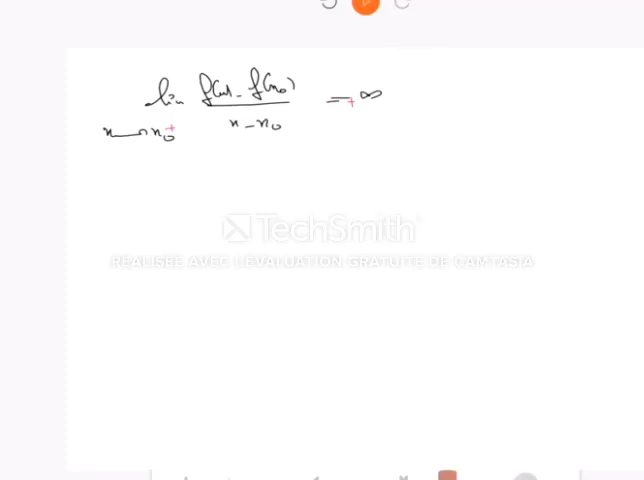 lim f(x) - f(x₀) / x - x₀ = +∞
x → x₀⁺
TechSmith
RÉALISÉE AVEC L'ÉVALUATION GRATUITE DE CAMTASIA